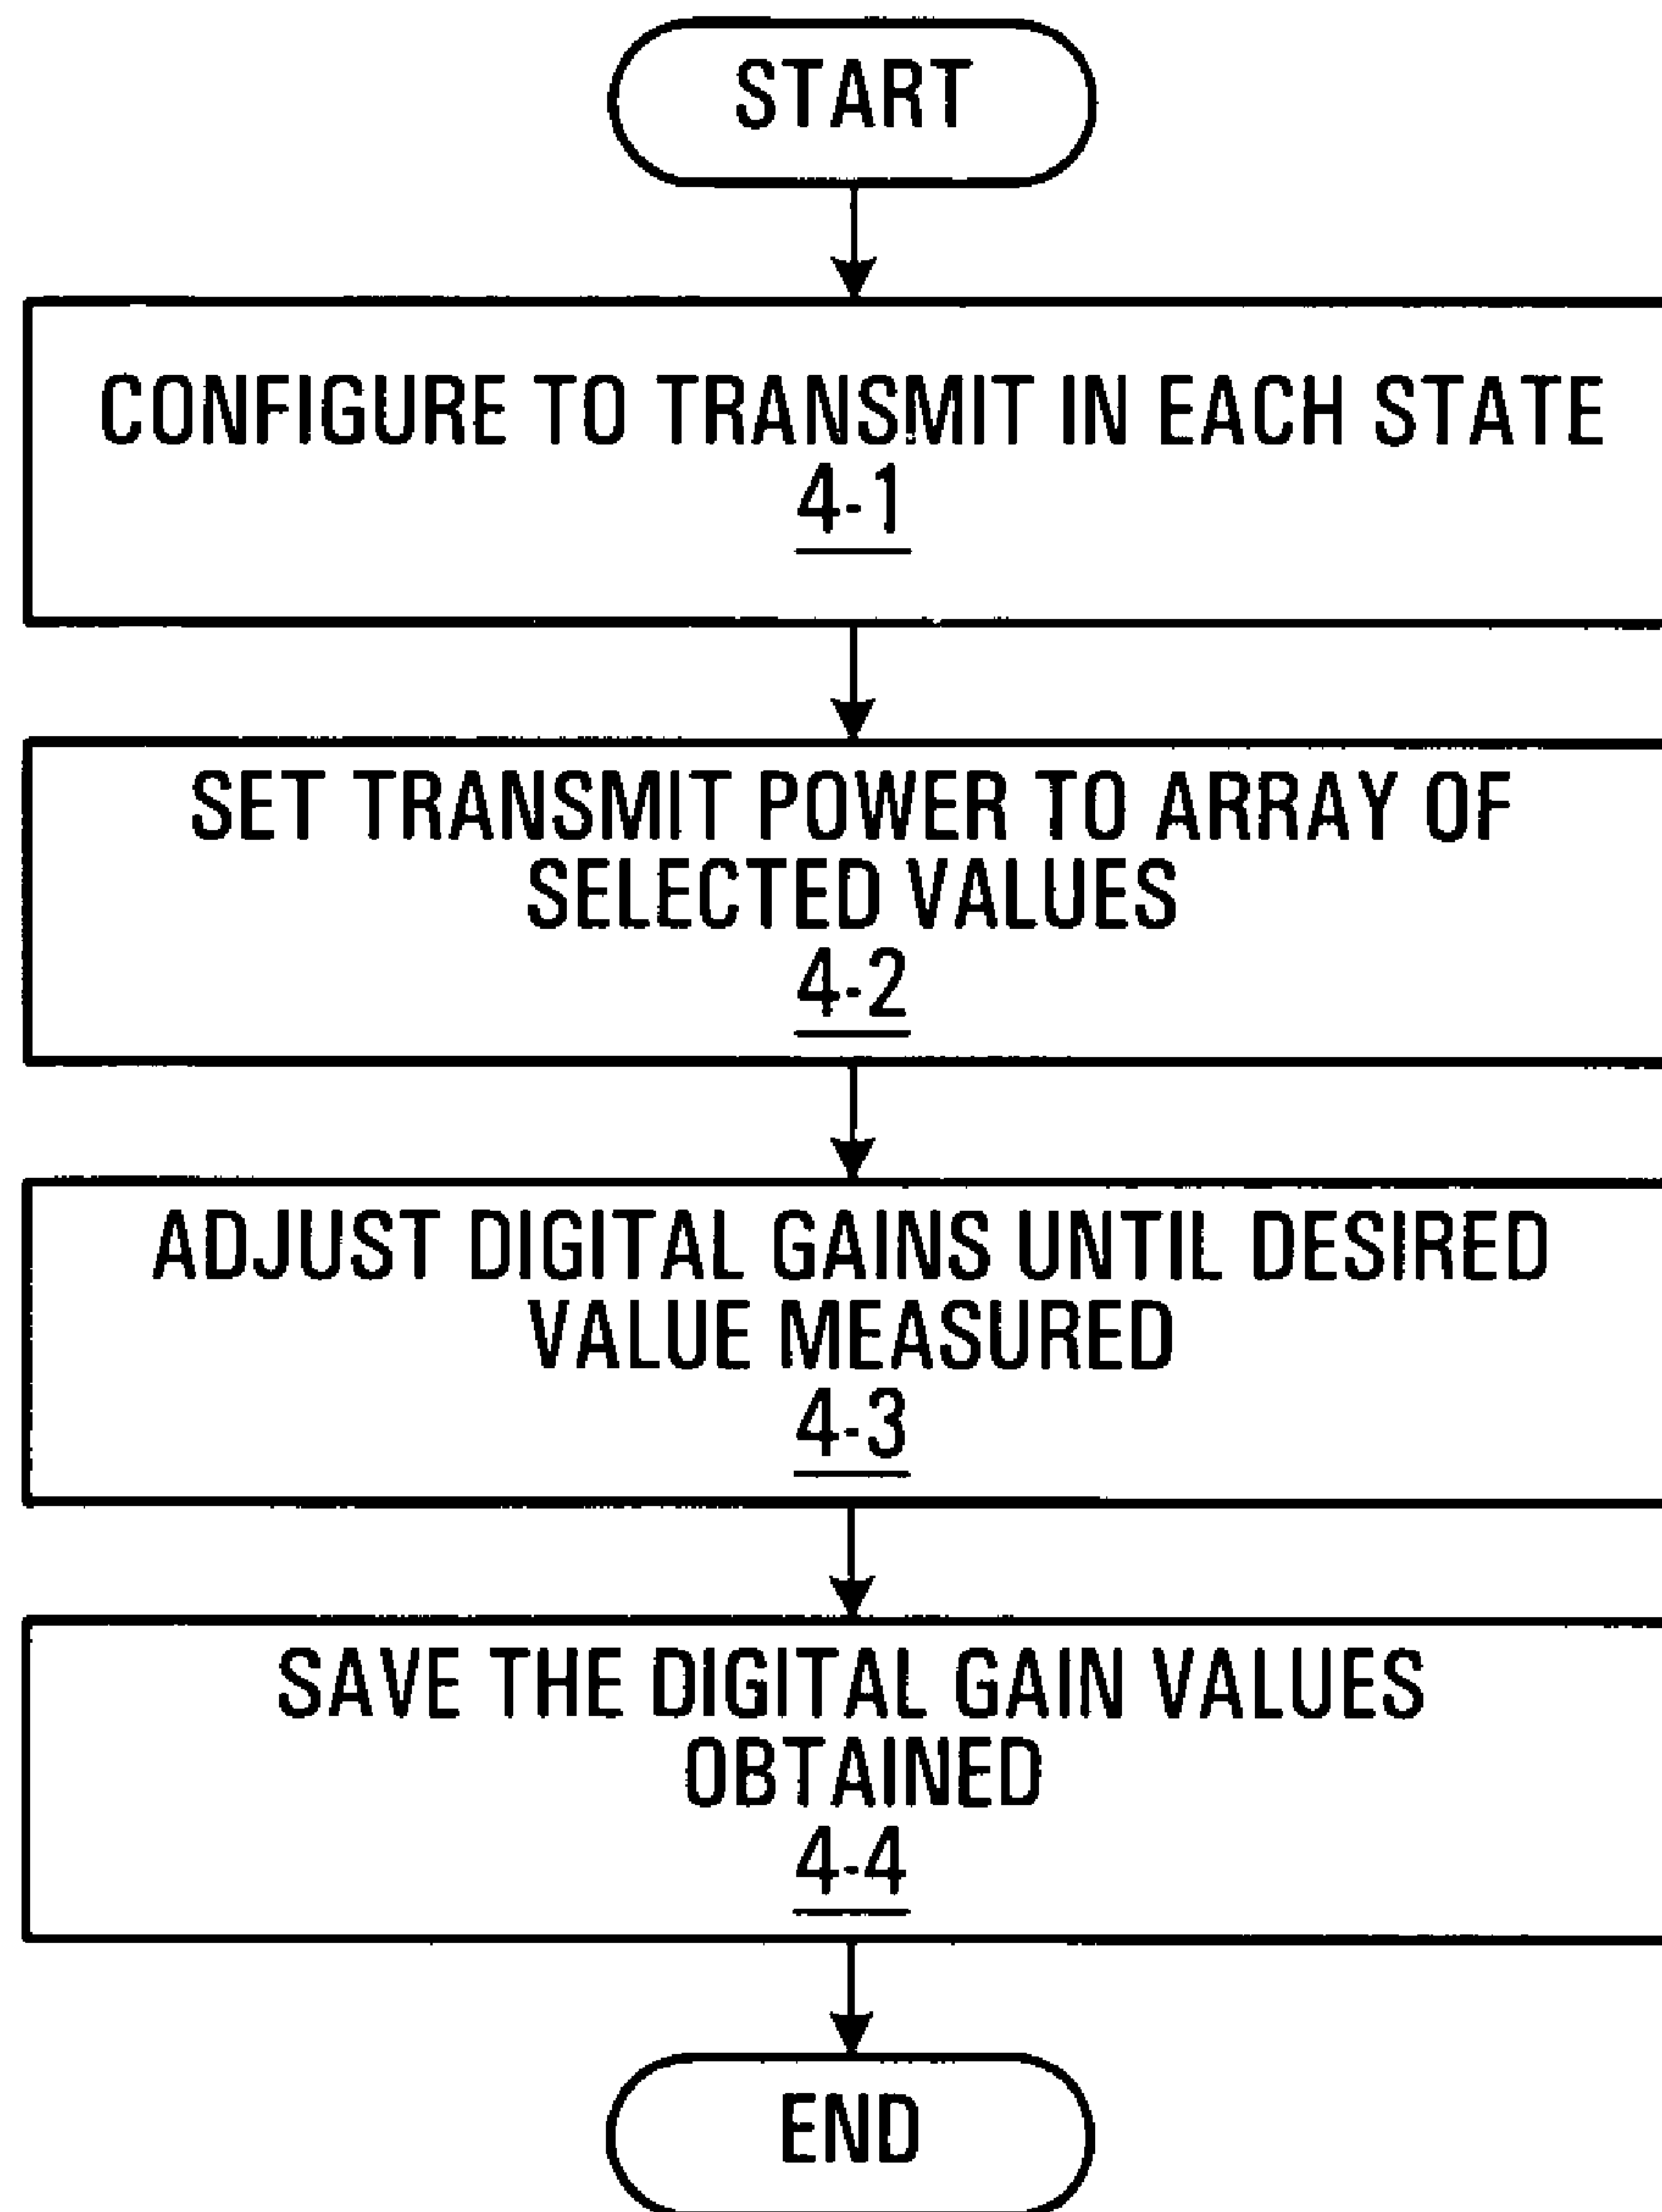 START
CONFIGURE TO TRANSMIT IN EACH STATE
4-1
SET TRANSMIT POWER TO ARRAY OF
SELECTED VALUES
4-2
ADJUST DIGITAL GAINS UNTIL DESIRED
VALUE MEASURED
4-3
SAVE THE DIGITAL GAIN VALUES
OBTAINED
4-4
END